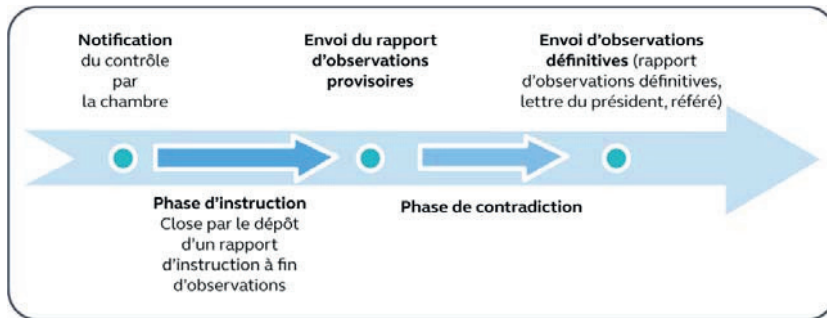 Notification
du contrôle
par
la chambre
Envoi du rapport
d'observations
provisoires
Envoi d'observations
définitives (rapport
d'observations définitives,
lettre du président, référé)
Phase d'instruction
Close par le dépôt
d'un rapport
d'instruction à fin
d'observations
Phase de contradiction